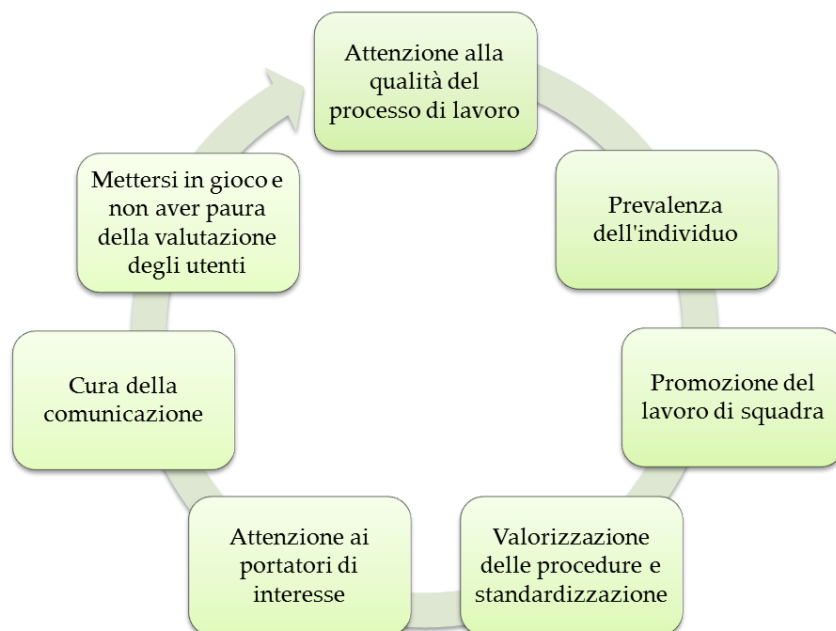 Attenzione alla
qualità del
processo di lavoro
Prevalenza
dell'individuo
Promozione del
lavoro di squadra
Valorizzazione
delle procedure e
standardizzazione
Attenzione ai
portatori di
interesse
Cura della
comunicazione
Mettersi in gioco e
non aver paura
della valutazione
degli utenti